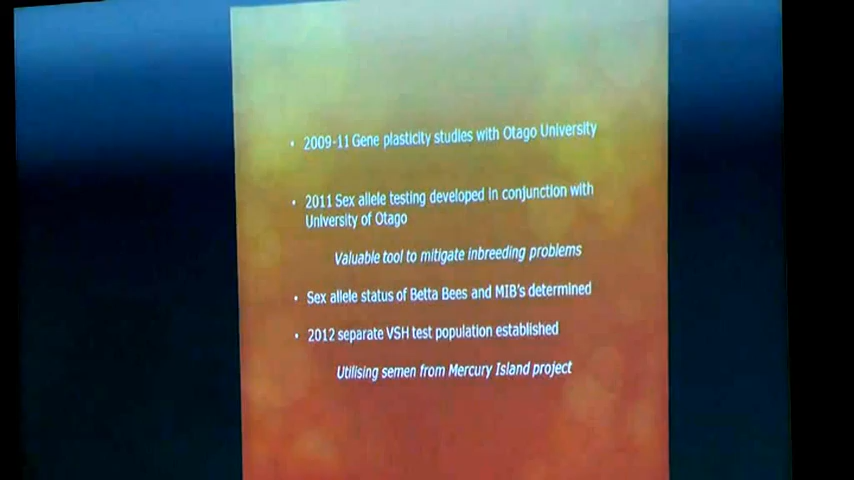 • 2009-11 Gene plasticity studies with Otago University
• 2011 Sex allele testing developed in conjunction with
University of Otago
Valuable tool to mitigate inbreeding problems
• Sex allele status of Betta Bees and MIB's determined
• 2012 separate VSH test population established
Utilising semen from Mercury Island project